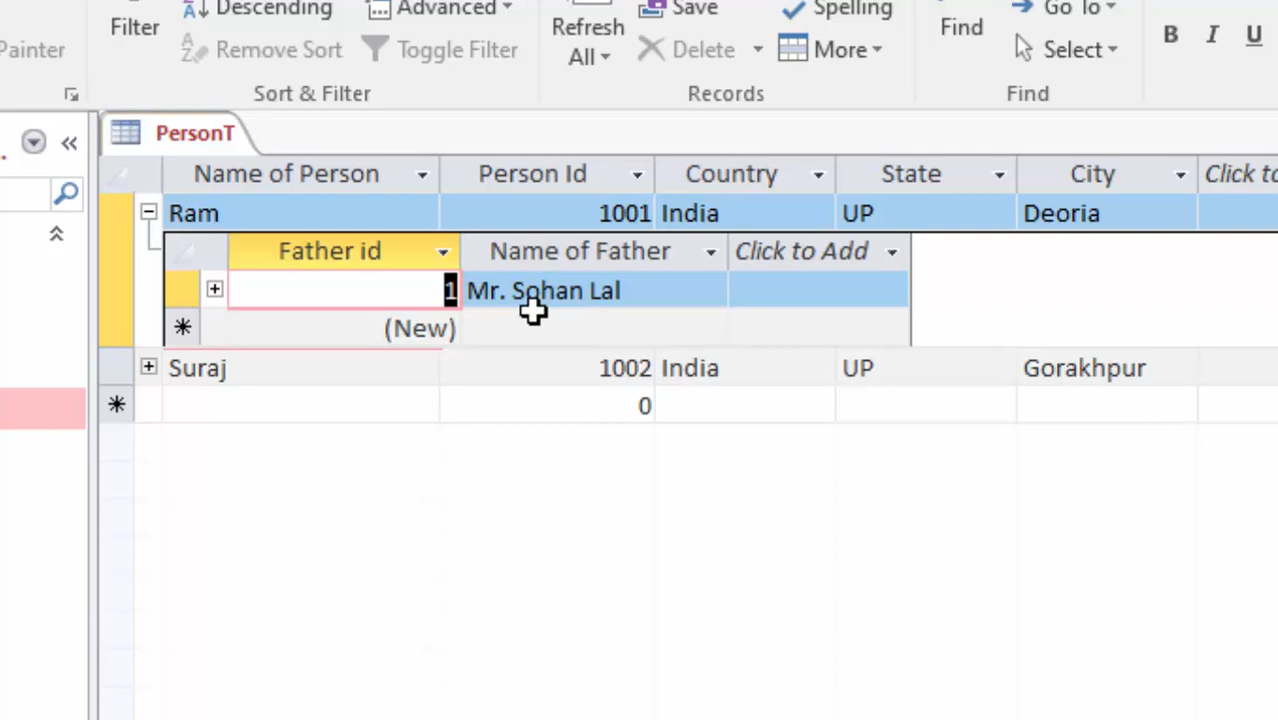 Descending Advanced Save Spelling Go To
Painter Filter Remove Sort Toggle Filter Refresh All Delete More Find Select B I U
Sort & Filter Records Find
PersonT
Name of Person Person Id Country State City Click to
Ram 1001 India UP Deoria
Father id Name of Father Click to Add
1 Mr. Sohan Lal
(New)
Suraj 1002 India UP Gorakhpur
0